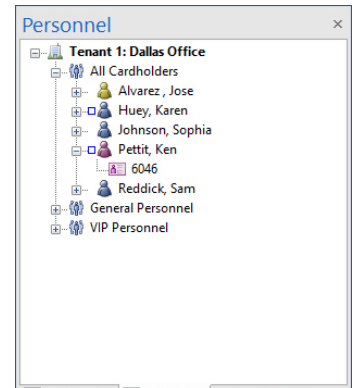 Personnel
Tenant 1: Dallas Office
All Cardholders
Alvarez , Jose
Huey, Karen
Johnson, Sophia
Pettit, Ken
6046
Reddick, Sam
General Personnel
VIP Personnel